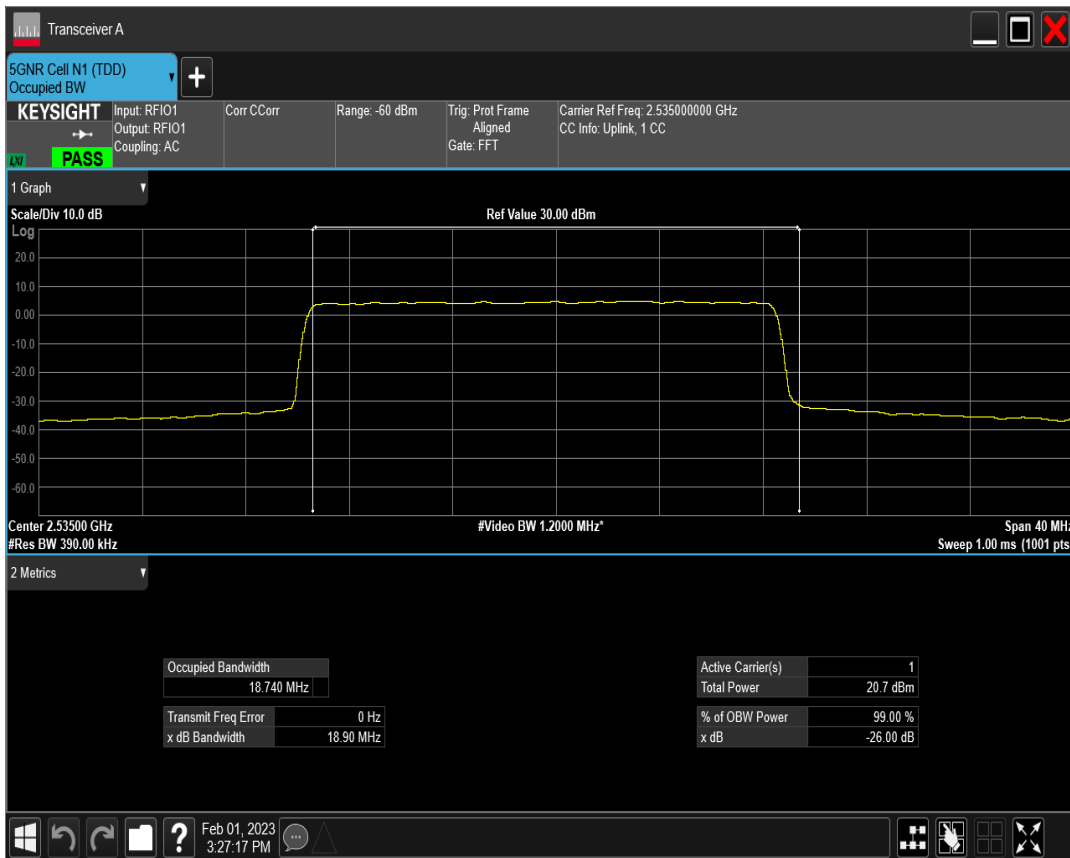 Transceiver A
5GNR Cell N1 (TDD)
Occupied BW
+
KEYSIGHT
LXI
PASS
Input: RFIO1
Output: RFIO1
Coupling: AC
Corr CCorr
Range: -60 dBm
Trig: Prot Frame
Aligned
Gate: FFT
Carrier Ref Freq: 2.535000000 GHz
CC Info: Uplink, 1 CC
1 Graph
Scale/Div 10.0 dB
Ref Value 30.00 dBm
Log
20.0
10.0
0.00
-10.0
-20.0
-30.0
-40.0
-50.0
-60.0
Center 2.53500 GHz
#Video BW 1.2000 MHz*
Span 40 MHz
#Res BW 390.00 kHz
Sweep 1.00 ms (1001 pts
2 Metrics
Occupied Bandwidth
18.740 MHz
Transmit Freq Error 0 Hz
x dB Bandwidth 18.90 MHz
Active Carrier(s) 1
Total Power 20.7 dBm
% of OBW Power 99.00 %
x dB -26.00 dB
?
Feb 01, 2023
3:27:17 PM